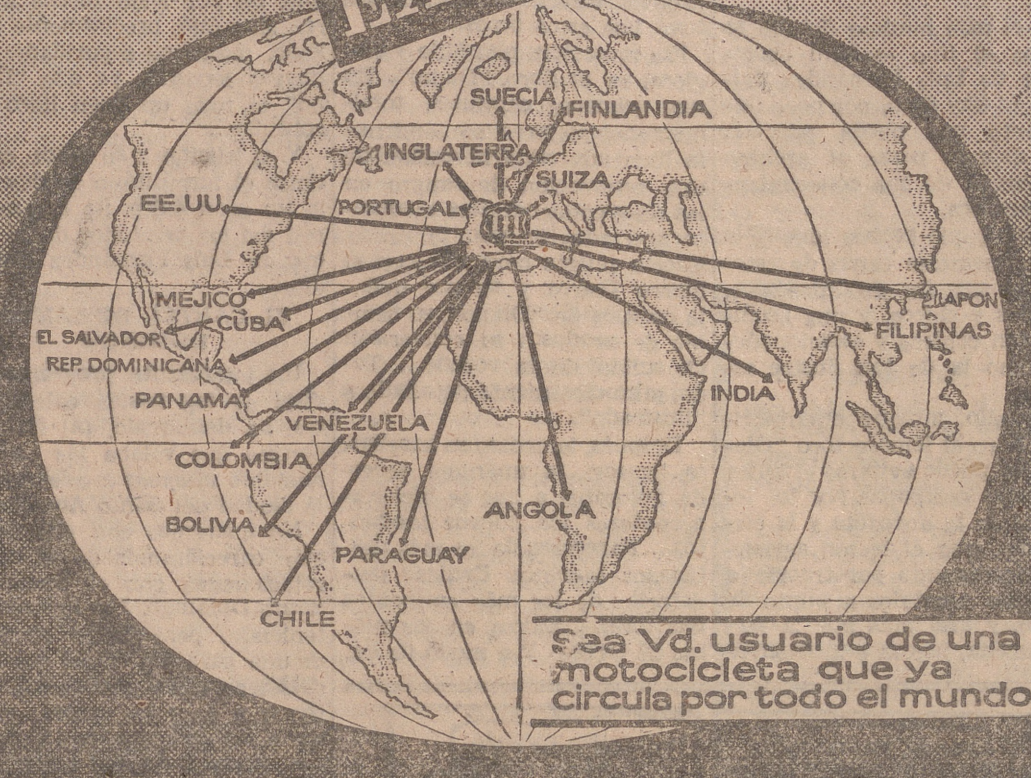 SUECIA
FINLANDIA
INGLATERRA
SUIZA
EE.UU.
PORTUGAL
MONTESA
MEJICO
CUBA
JAPON
EL SALVADOR
FILIPINAS
REP. DOMINICANA
INDIA
PANAMA
VENEZUELA
COLOMBIA
ANGOLA
BOLIVIA
PARAGUAY
CHILE
Sea Vd. usuario de una
motocicleta que ya
circula por todo el mundo